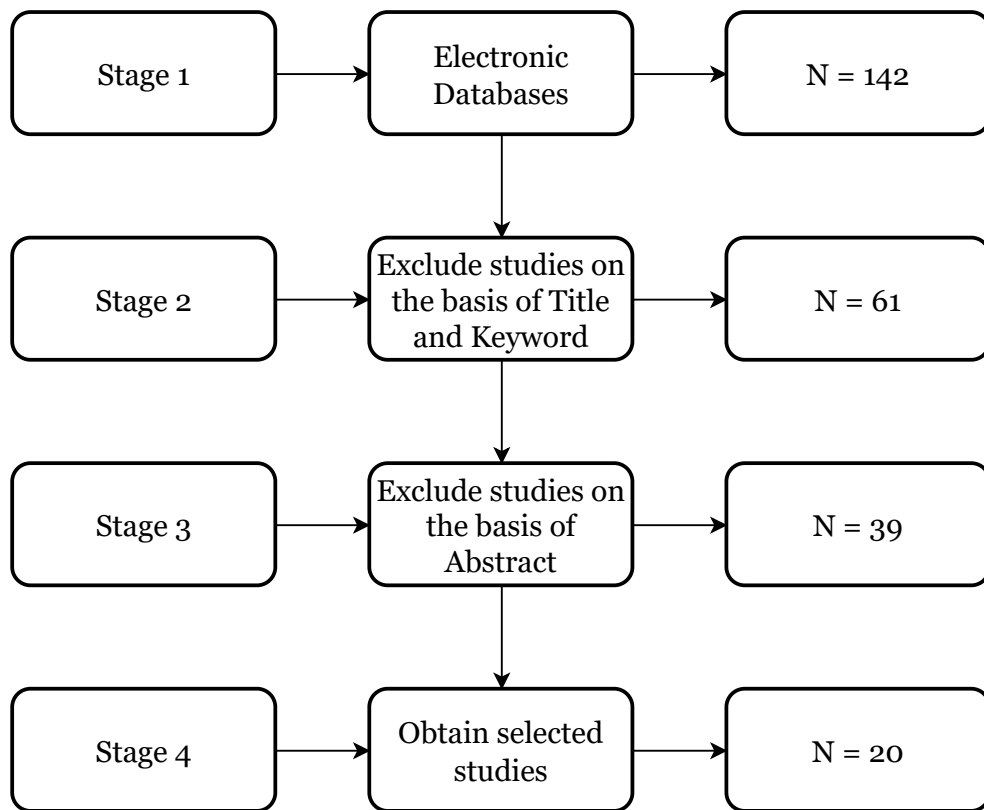 Stage 1
Electronic
Databases
N = 142
Stage 2
Exclude studies on
the basis of Title
and Keyword
N = 61
Stage 3
Exclude studies on
the basis of
Abstract
N = 39
Stage 4
Obtain selected
studies
N = 20